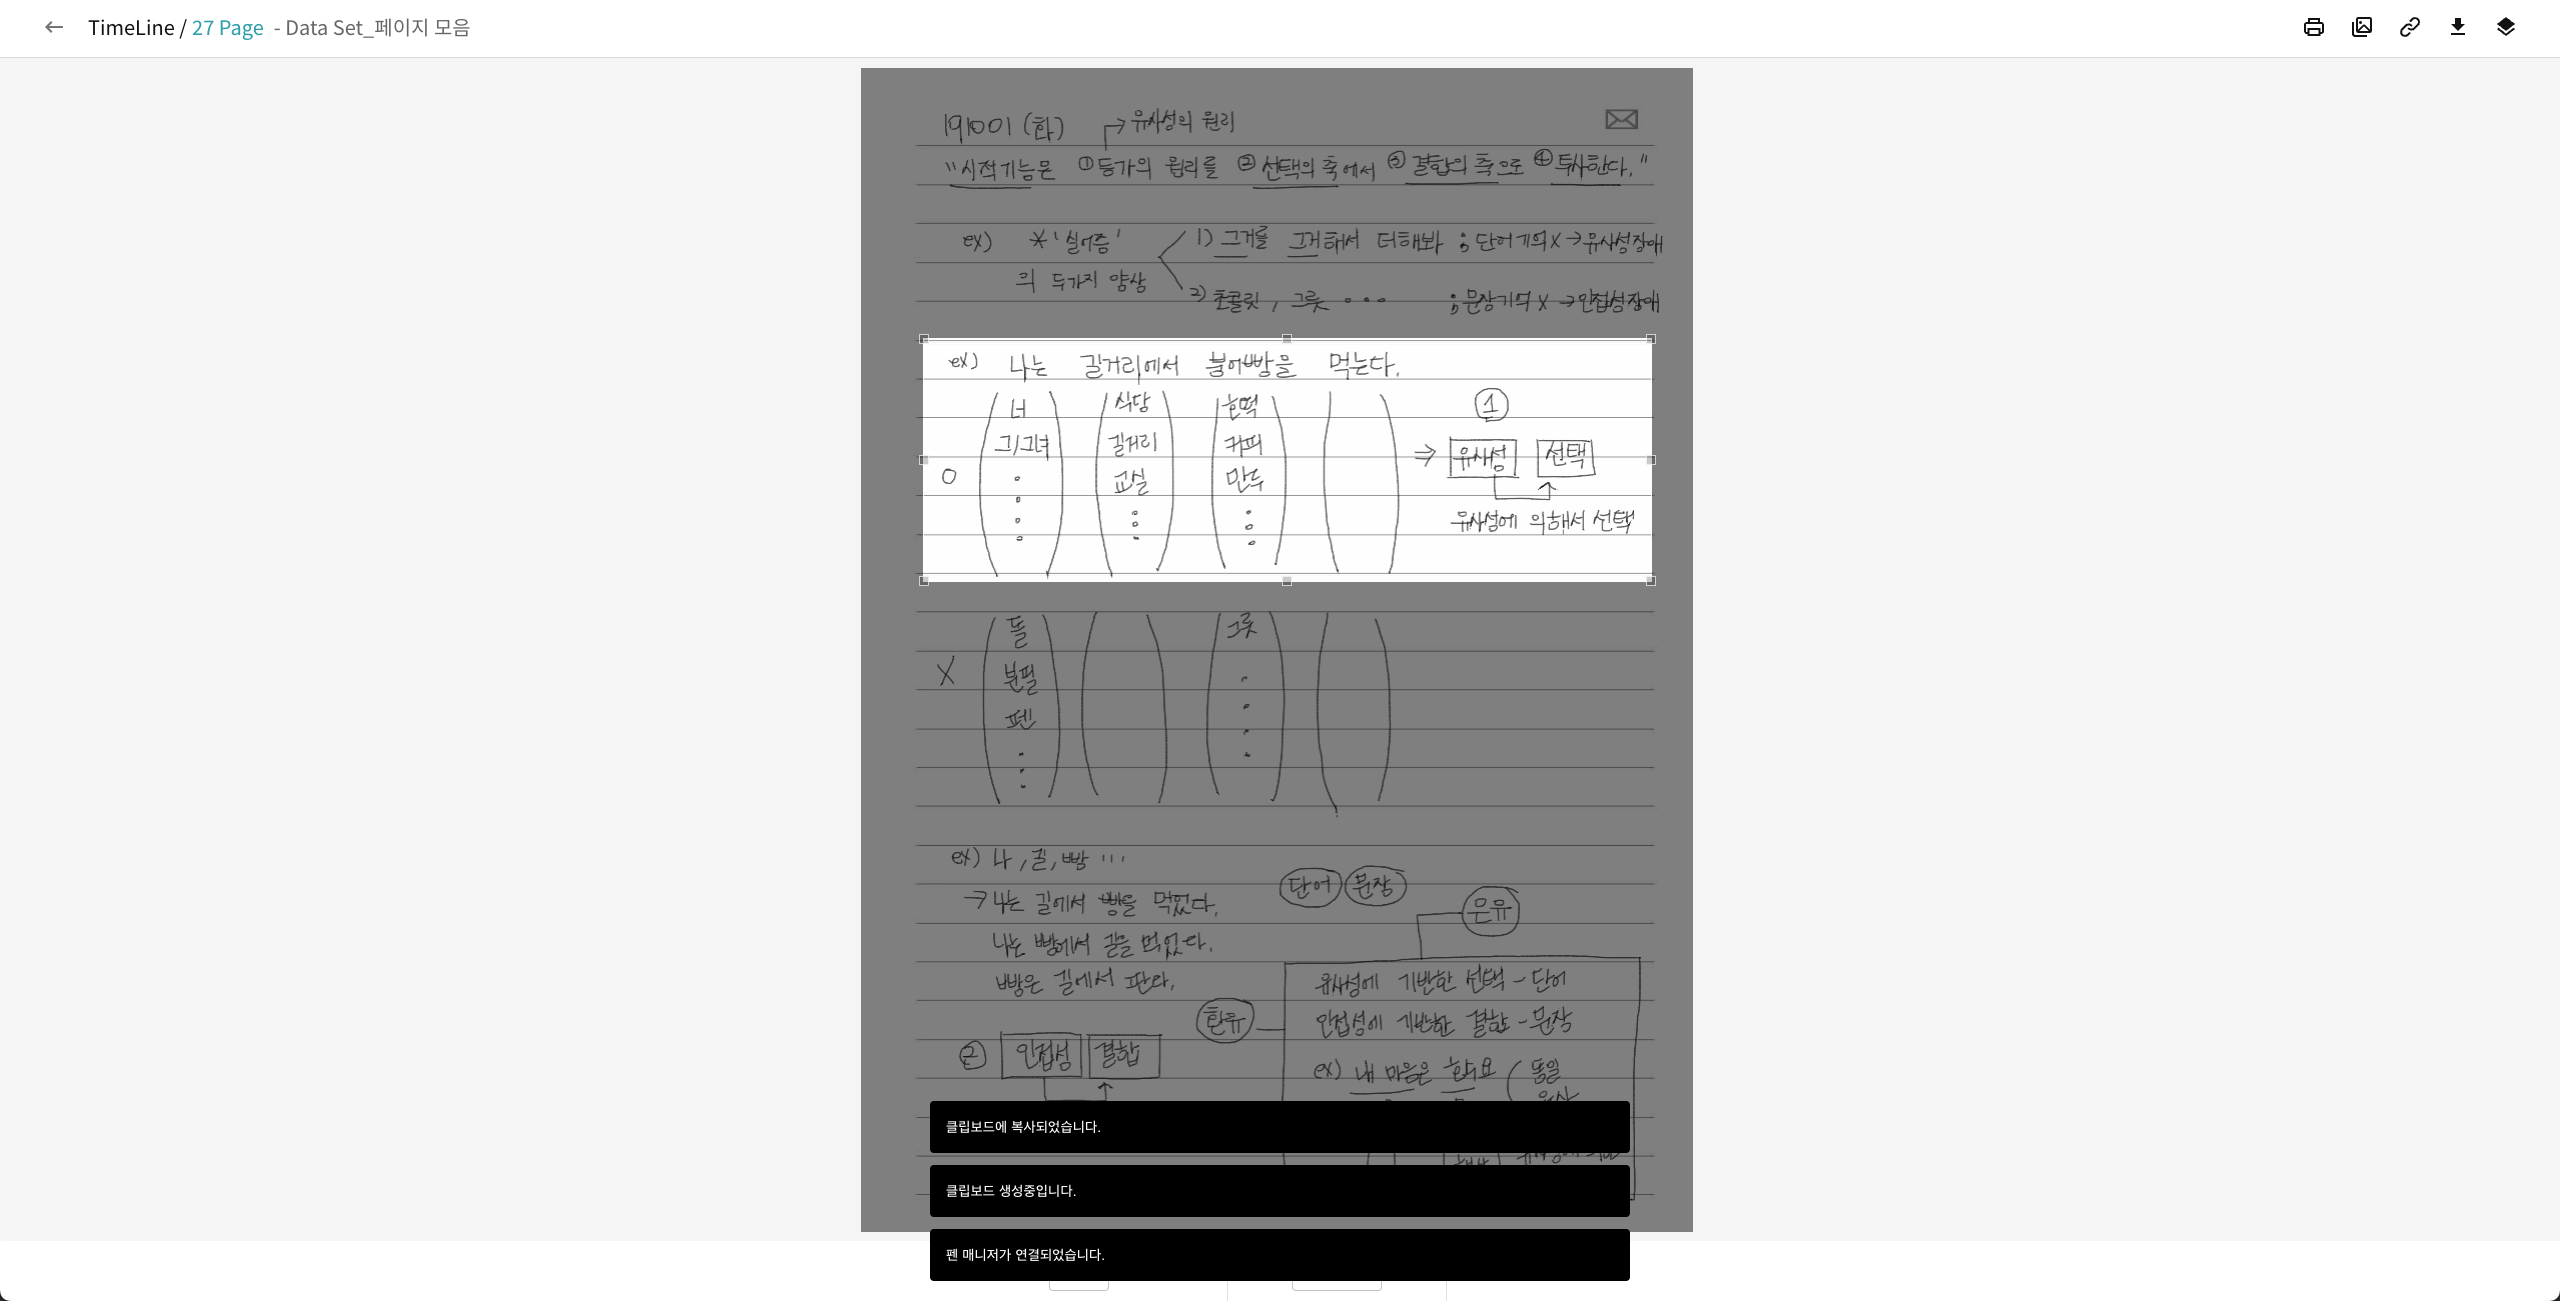 TimeLine / 27 Page - Data Set_페이지 모음
191001 (화) → 유사성의 원리
"시적기능은 ①등가의 원리를 ②선택의 축에서 ③결합의 축으로 ④투사한다."
ex) *'실어증' 1) 그거를 그거해서 더해봐 ; 단어기억X → 유사성장애
의 두가지 양상
2) 초콜릿, 그릇 ... ; 문장기억X → 인접성장애
ex) 나는 길거리에서 붕어빵을 먹는다.
너 식당 호떡 ①
그/그녀 길거리 커피 ⇒ 유사성 선택
O 교실 만두
유사성에 의해서 선택
돌 그릇
X 분필
펜
ex) 나, 길, 빵 ...
단어 문장
→ 나는 길에서 빵을 먹었다.
은유
나는 빵에서 길을 먹었다.
빵은 길에서 판다.
유사성에 기반한 선택 - 단어
환유 인접성에 기반한 결합 - 문장
② 인접성 결합
ex) 내 마음은 호수요 ( 동일
유사
클립보드에 복사되었습니다.
클립보드 생성중입니다.
펜 매니저가 연결되었습니다.